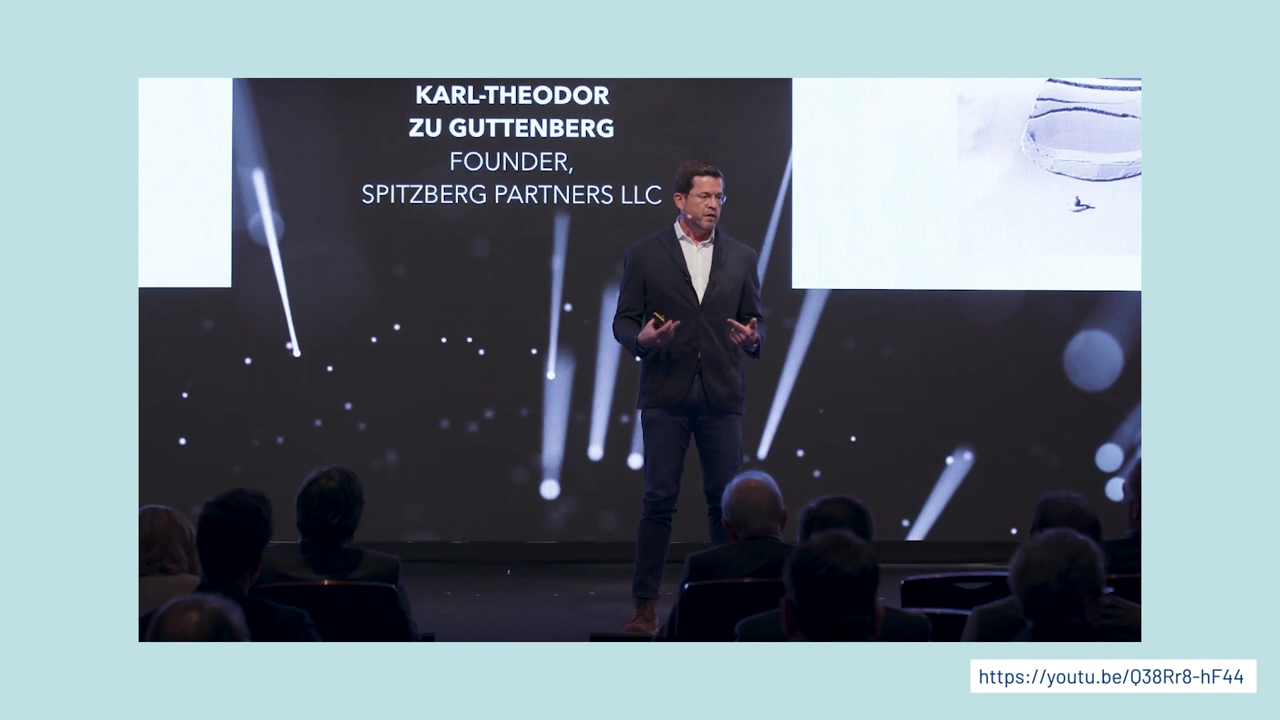 KARL-THEODOR
ZU GUTTENBERG
FOUNDER,
SPITZBERG PARTNERS LLC
https://youtu.be/Q38Rr8-hF44